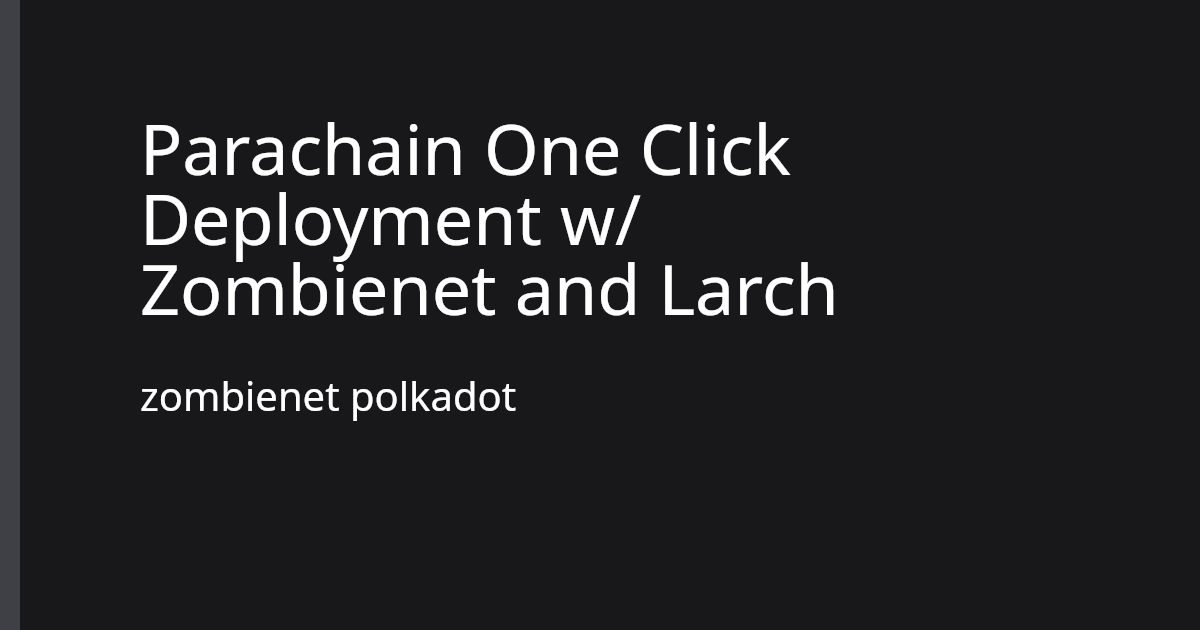 Parachain One Click
Deployment w/
Zombienet and Larch
zombienet polkadot